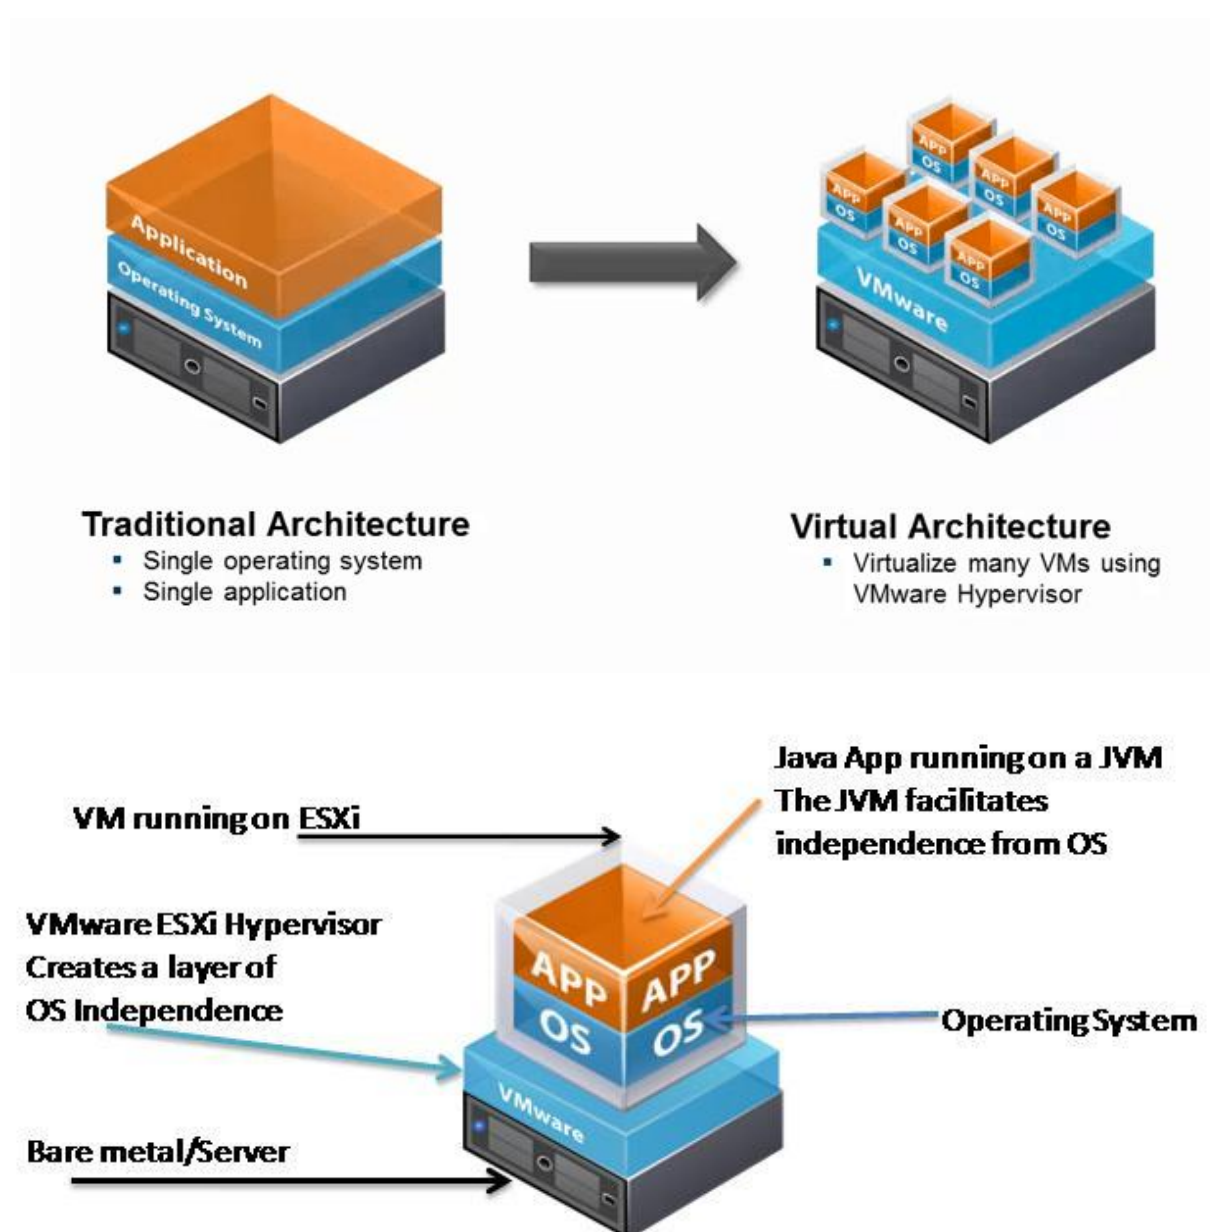 Application
Operating System
APP
OS
APP
OS
APP
OS
APP
OS
APP
OS
APP
OS
VMware
Traditional Architecture
▪ Single operating system
▪ Single application
Virtual Architecture
▪ Virtualize many VMs using
VMware Hypervisor
Java App running on a JVM
The JVM facilitates
independence from OS
VM running on ESXi
VMware ESXi Hypervisor
Creates a layer of
OS Independence
APP APP
OS OS
Operating System
VMware
Bare metal/Server